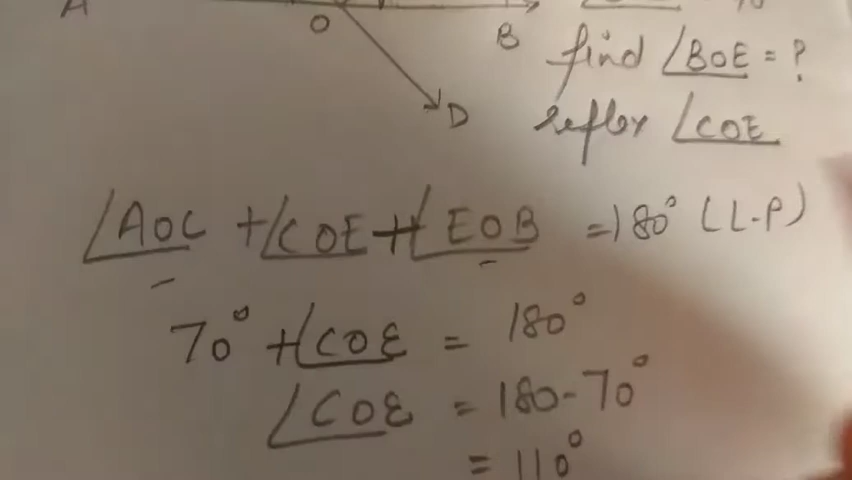 A
O
B
D
find ∠BOE = ?
reflex ∠COE
∠AOC + ∠COE + ∠EOB = 180° (L.P)
70° + ∠COE = 180°
∠COE = 180 - 70°
= 110°